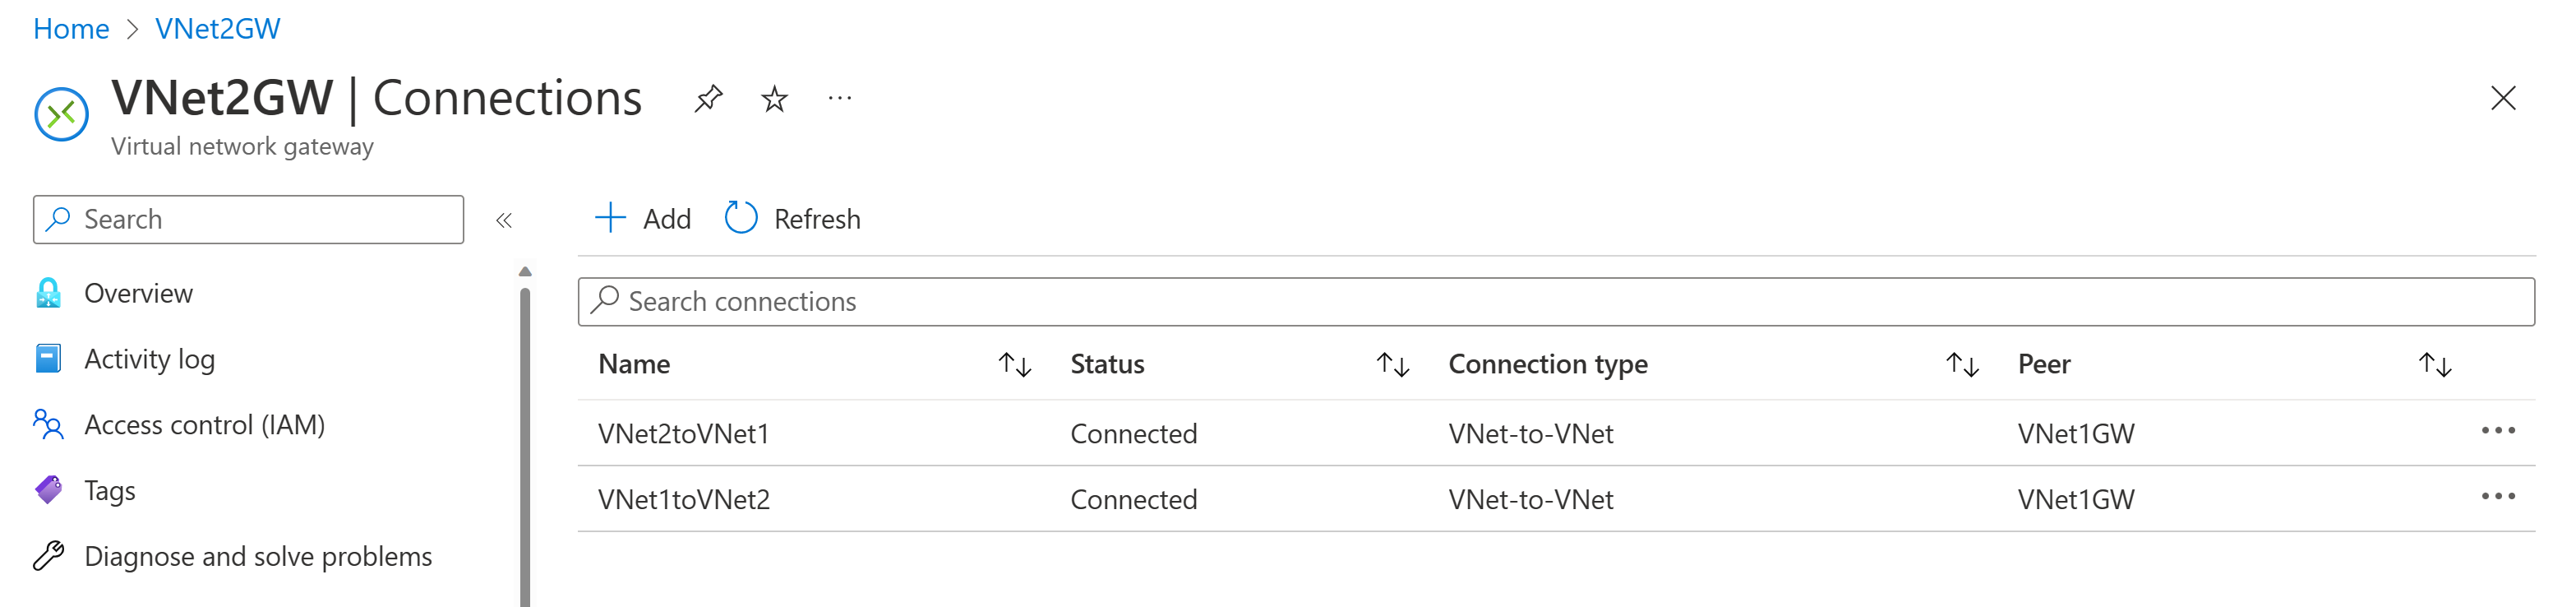 Home > VNet2GW
VNet2GW | Connections
Virtual network gateway
Search
Overview
Activity log
Access control (IAM)
Tags
Diagnose and solve problems
Add Refresh
Search connections
Name Status Connection type Peer
VNet2toVNet1 Connected VNet-to-VNet VNet1GW
VNet1toVNet2 Connected VNet-to-VNet VNet1GW